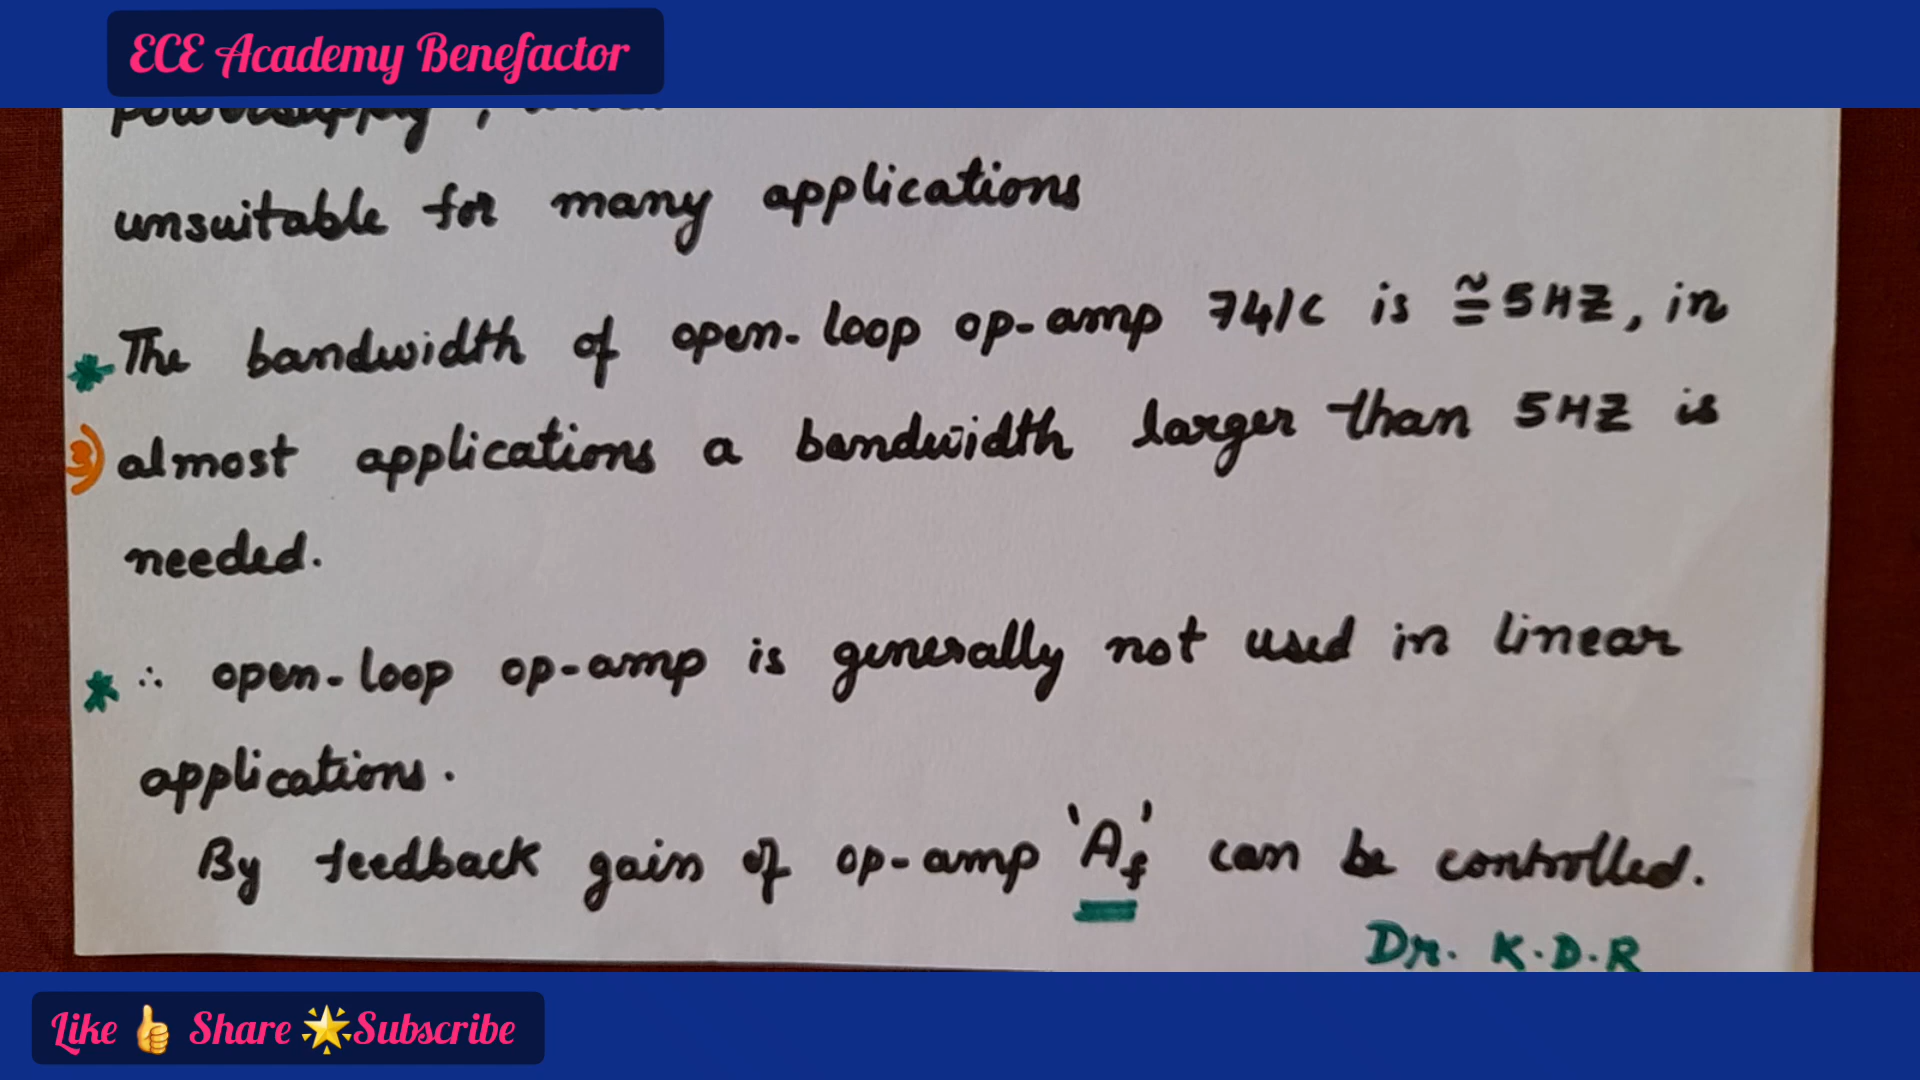 ECE Academy Benefactor
unsuitable for many applications
* The bandwidth of open-loop op-amp 741C is ≅ 5HZ, in
3) almost applications a bandwidth larger than 5HZ is
needed.
* ∴ open-loop op-amp is generally not used in linear
applications.
By feedback gain of op-amp 'Af' can be controlled.
Dr. K.D.R
Like 👍 Share 🌟Subscribe